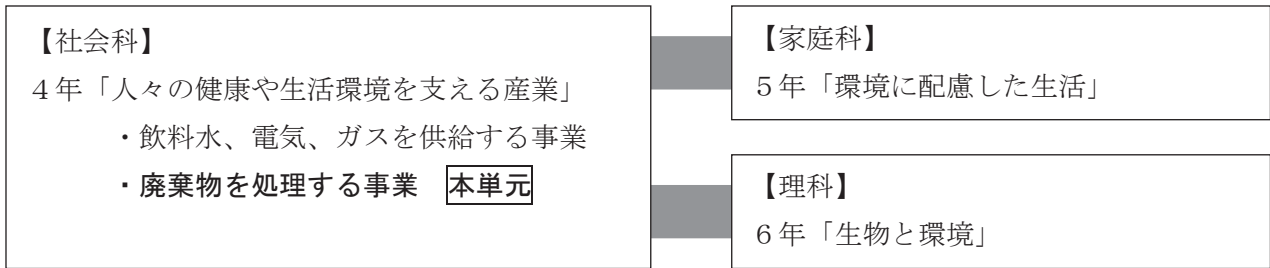 【社会科】
４年「人々の健康や生活環境を支える産業」
・飲料水、電気、ガスを供給する事業
・廃棄物を処理する事業　本単元
【家庭科】
５年「環境に配慮した生活」
【理科】
６年「生物と環境」